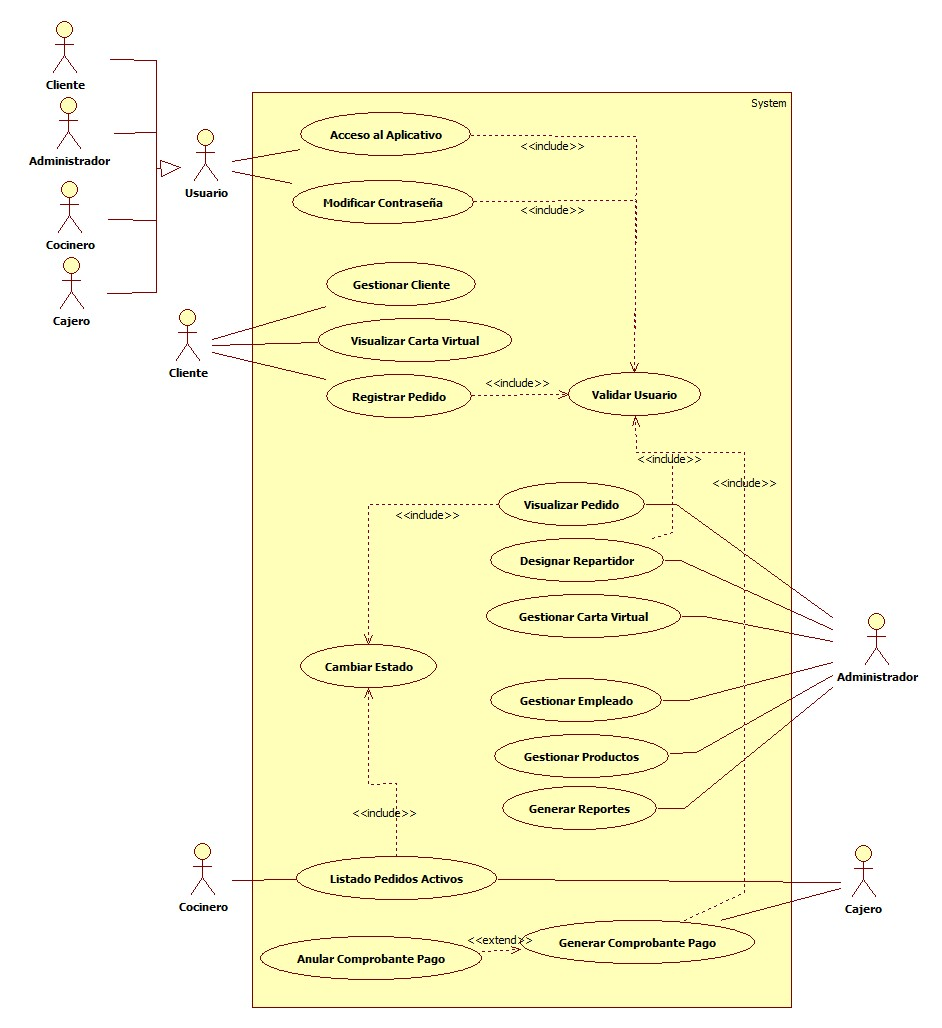 Cliente
System
Acceso al Aplicativo
<<include>>
Administrador
Usuario
Modificar Contraseña
<<include>>
Cocinero
Gestionar Cliente
Cajero
Visualizar Carta Virtual
Cliente
<<include>>
Registrar Pedido
Validar Usuario
<<include>>
<<include>>
Visualizar Pedido
<<include>>
Designar Repartidor
Gestionar Carta Virtual
Cambiar Estado
Administrador
Gestionar Empleado
Gestionar Productos
Generar Reportes
<<include>>
Listado Pedidos Activos
Cocinero
Cajero
<<extend>>
Generar Comprobante Pago
Anular Comprobante Pago